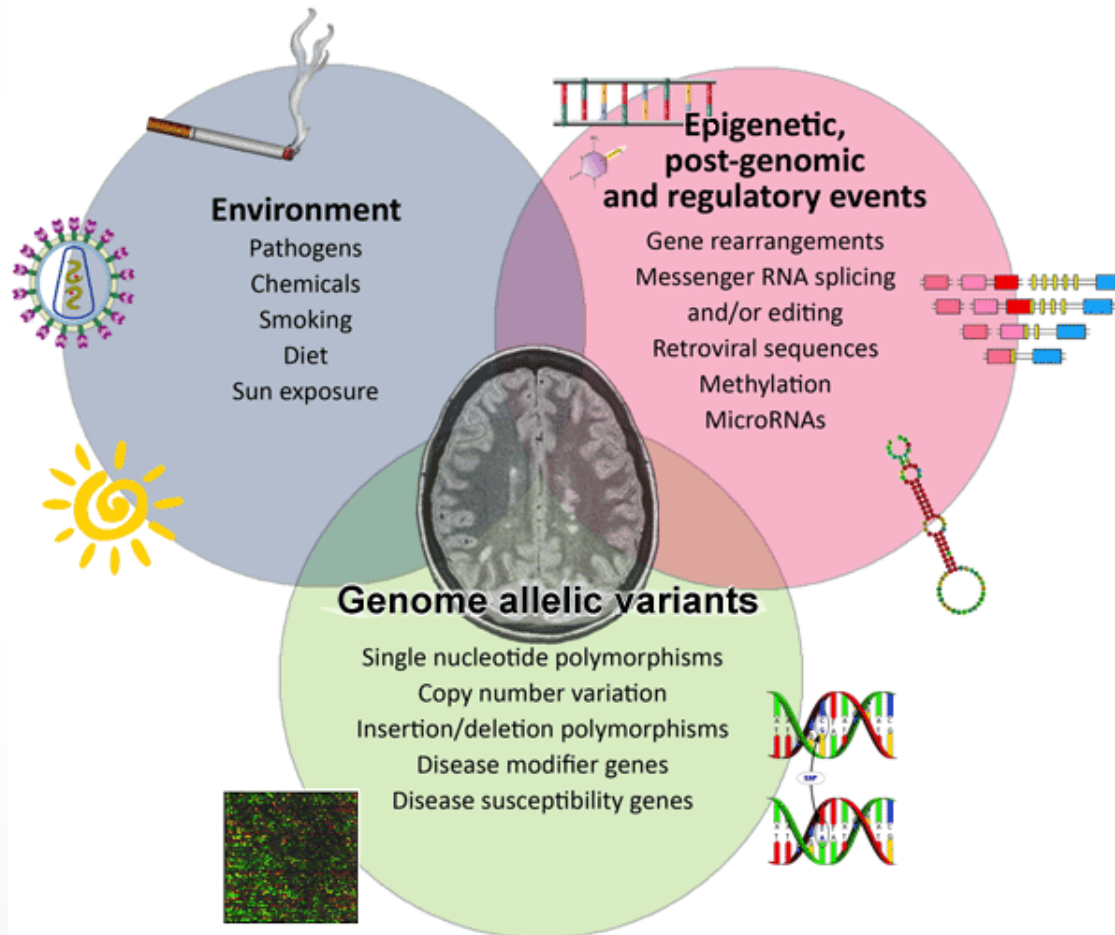 Environment
Pathogens
Chemicals
Smoking
Diet
Sun exposure
Epigenetic,
post-genomic
and regulatory events
Gene rearrangements
Messenger RNA splicing
and/or editing
Retroviral sequences
Methylation
MicroRNAs
Genome allelic variants
Single nucleotide polymorphisms
Copy number variation
Insertion/deletion polymorphisms
Disease modifier genes
Disease susceptibility genes
SNP